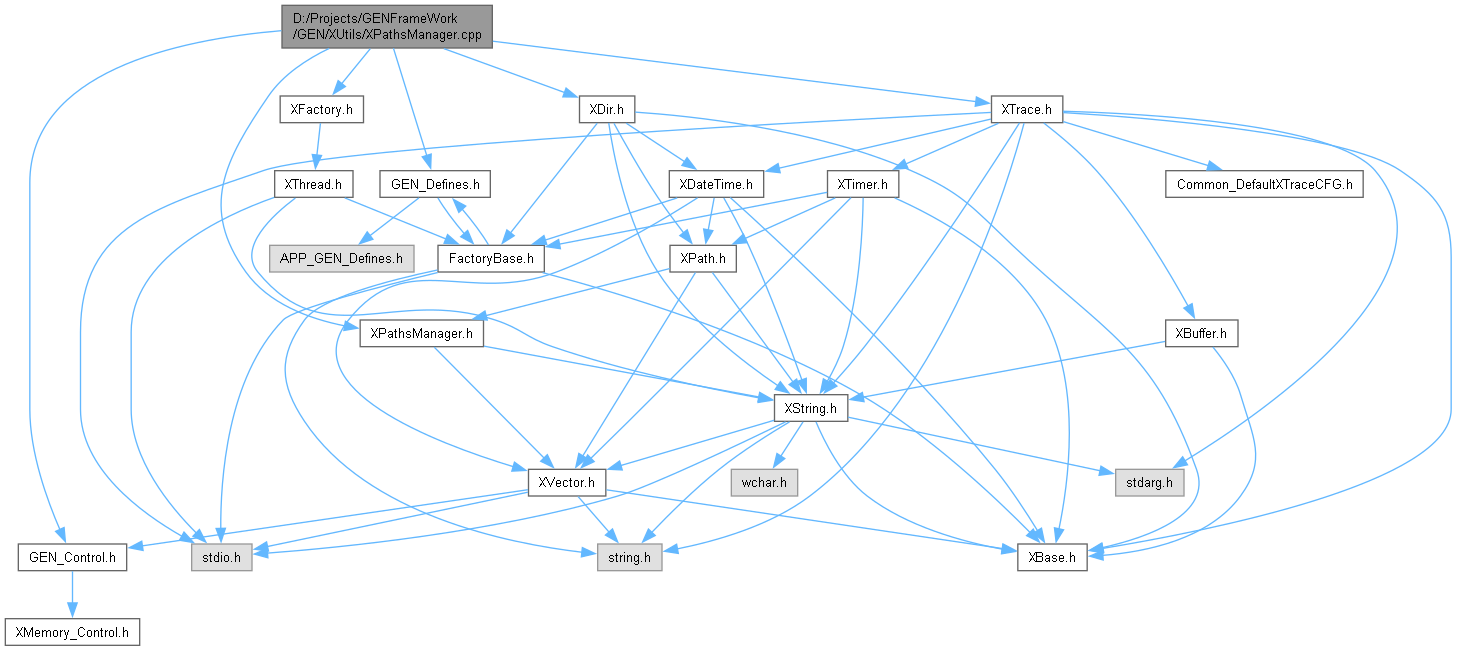 D:/Projects/GENFrameWork
/GEN/XUtils/XPathsManager.cpp
XFactory.h
XDir.h
XTrace.h
XThread.h
GEN_Defines.h
XDateTime.h
XTimer.h
Common_DefaultXTraceCFG.h
APP_GEN_Defines.h
FactoryBase.h
XPath.h
XPathsManager.h
XBuffer.h
XString.h
XVector.h
wchar.h
stdarg.h
GEN_Control.h
stdio.h
string.h
XBase.h
XMemory_Control.h